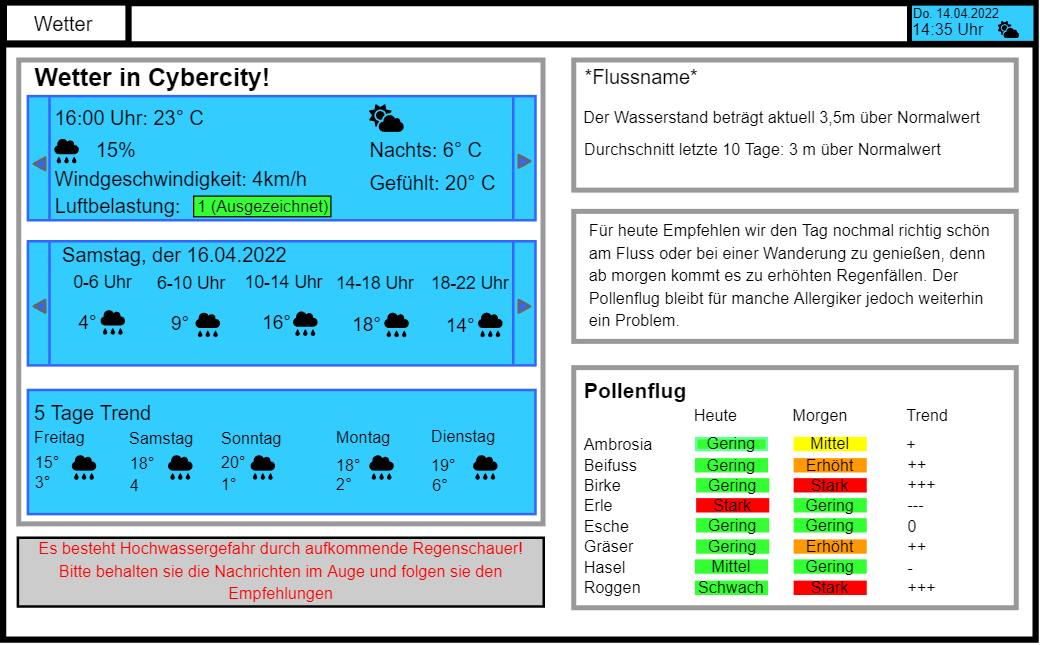 Wetter
Do. 14.04.2022
14:35 Uhr
Wetter in Cybercity!
16:00 Uhr: 23° C
15%
Windgeschwindigkeit: 4km/h
Luftbelastung: 1 (Ausgezeichnet)
Nachts: 6° C
Gefühlt: 20° C
Samstag, der 16.04.2022
0-6 Uhr 6-10 Uhr 10-14 Uhr 14-18 Uhr 18-22 Uhr
4° 9° 16° 18° 14°
5 Tage Trend
Freitag Samstag Sonntag Montag Dienstag
15° 18° 20° 18° 19°
3° 4 1° 2° 6°
Es besteht Hochwassergefahr durch aufkommende Regenschauer!
Bitte behalten sie die Nachrichten im Auge und folgen sie den
Empfehlungen
*Flussname*
Der Wasserstand beträgt aktuell 3,5m über Normalwert
Durchschnitt letzte 10 Tage: 3 m über Normalwert
Für heute Empfehlen wir den Tag nochmal richtig schön
am Fluss oder bei einer Wanderung zu genießen, denn
ab morgen kommt es zu erhöhten Regenfällen. Der
Pollenflug bleibt für manche Allergiker jedoch weiterhin
ein Problem.
Pollenflug
Heute Morgen Trend
Ambrosia Gering Mittel +
Beifuss Gering Erhöht ++
Birke Gering Stark +++
Erle Stark Gering ---
Esche Gering Gering 0
Gräser Gering Erhöht ++
Hasel Mittel Gering -
Roggen Schwach Stark +++